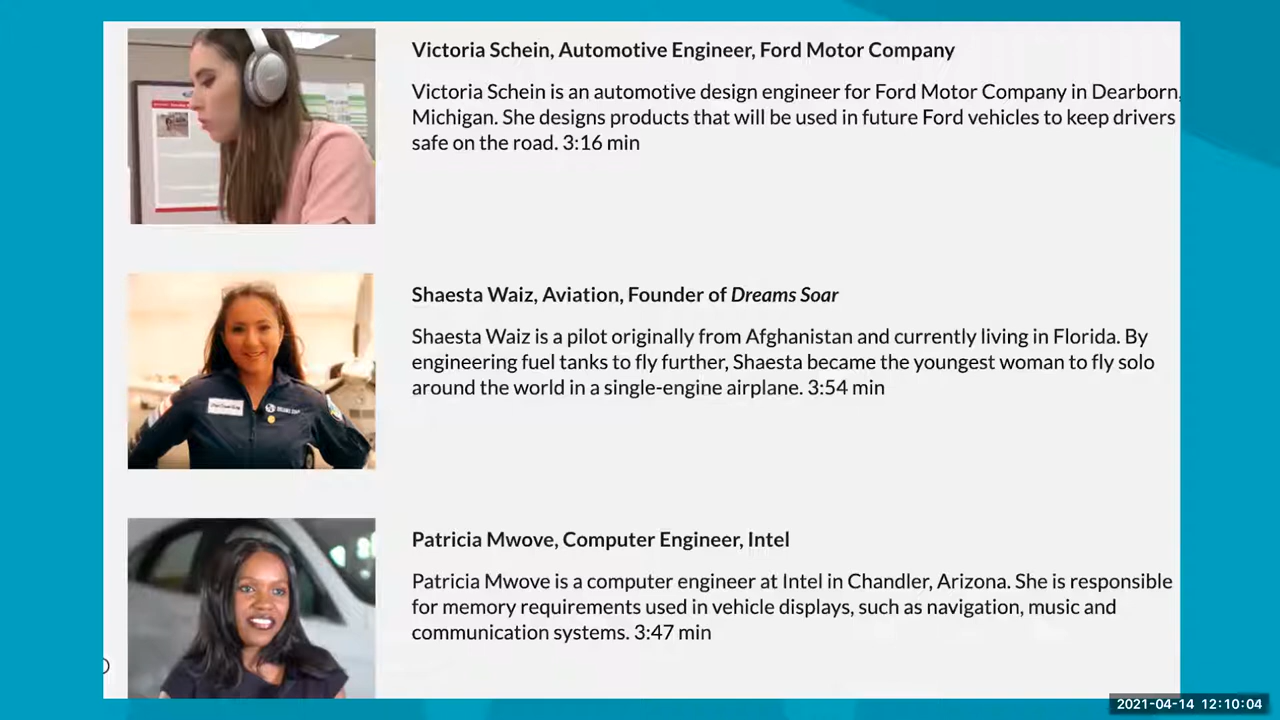 Victoria Schein, Automotive Engineer, Ford Motor Company
Victoria Schein is an automotive design engineer for Ford Motor Company in Dearborn,
Michigan. She designs products that will be used in future Ford vehicles to keep drivers
safe on the road. 3:16 min
Shaesta Waiz, Aviation, Founder of Dreams Soar
Shaesta Waiz is a pilot originally from Afghanistan and currently living in Florida. By
engineering fuel tanks to fly further, Shaesta became the youngest woman to fly solo
around the world in a single-engine airplane. 3:54 min
Patricia Mwove, Computer Engineer, Intel
Patricia Mwove is a computer engineer at Intel in Chandler, Arizona. She is responsible
for memory requirements used in vehicle displays, such as navigation, music and
communication systems. 3:47 min
2021-04-14 12:10:04